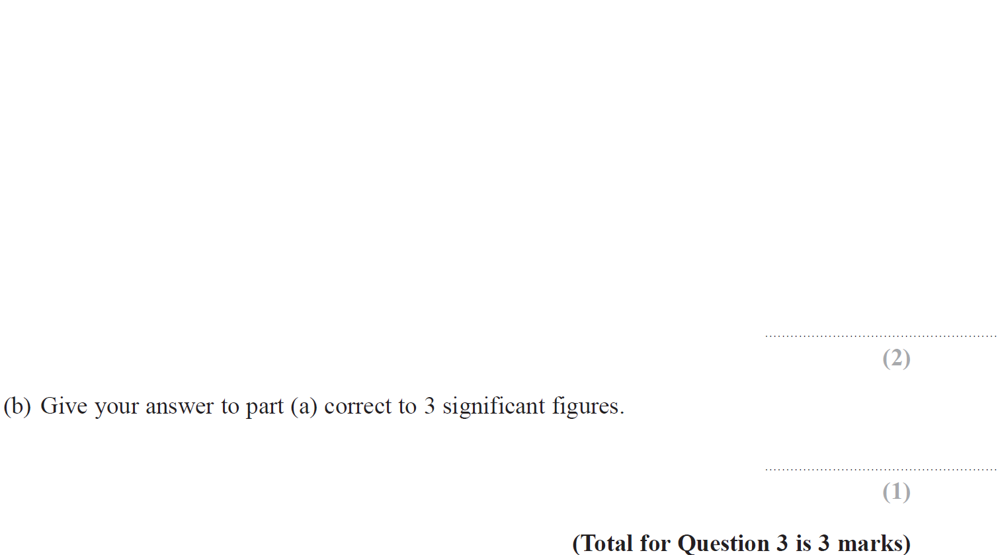 (2)
(b) Give your answer to part (a) correct to 3 significant figures.
(1)
(Total for Question 3 is 3 marks)